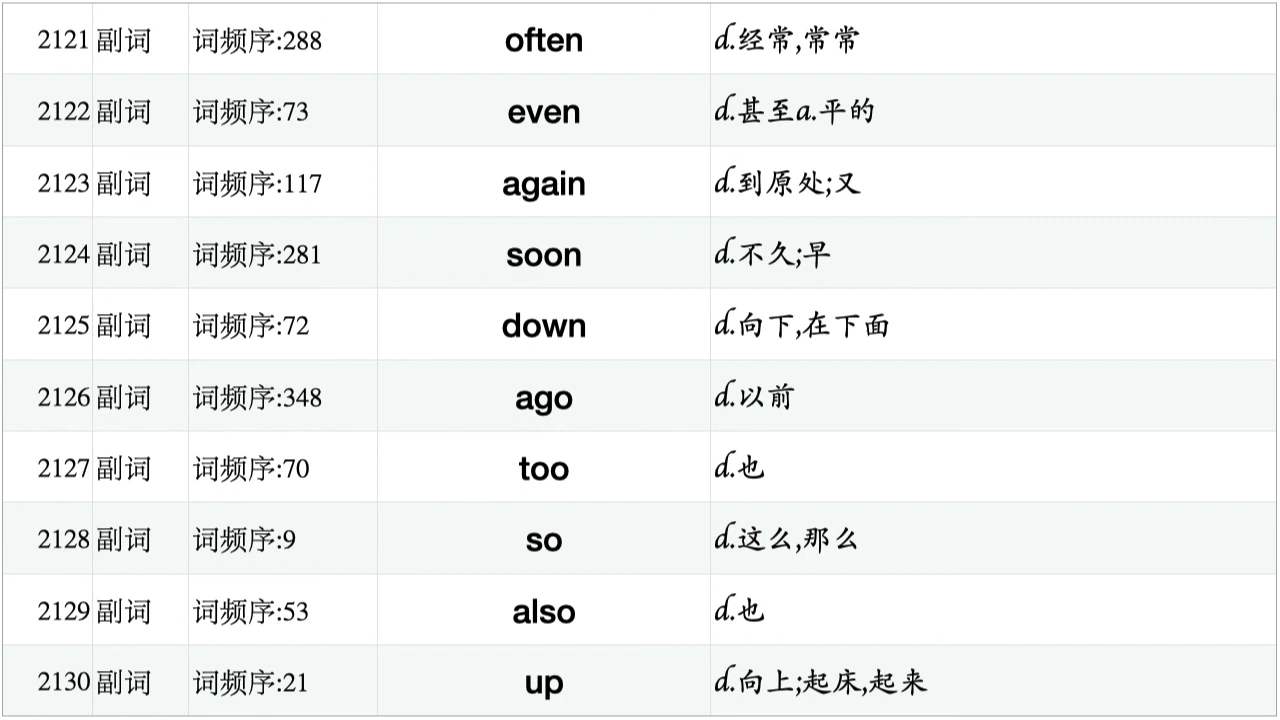 2121 副词 词频序:288 often d.经常,常常
2122 副词 词频序:73 even d.甚至a.平的
2123 副词 词频序:117 again d.到原处;又
2124 副词 词频序:281 soon d.不久;早
2125 副词 词频序:72 down d.向下,在下面
2126 副词 词频序:348 ago d.以前
2127 副词 词频序:70 too d.也
2128 副词 词频序:9 so d.这么,那么
2129 副词 词频序:53 also d.也
2130 副词 词频序:21 up d.向上;起床,起来